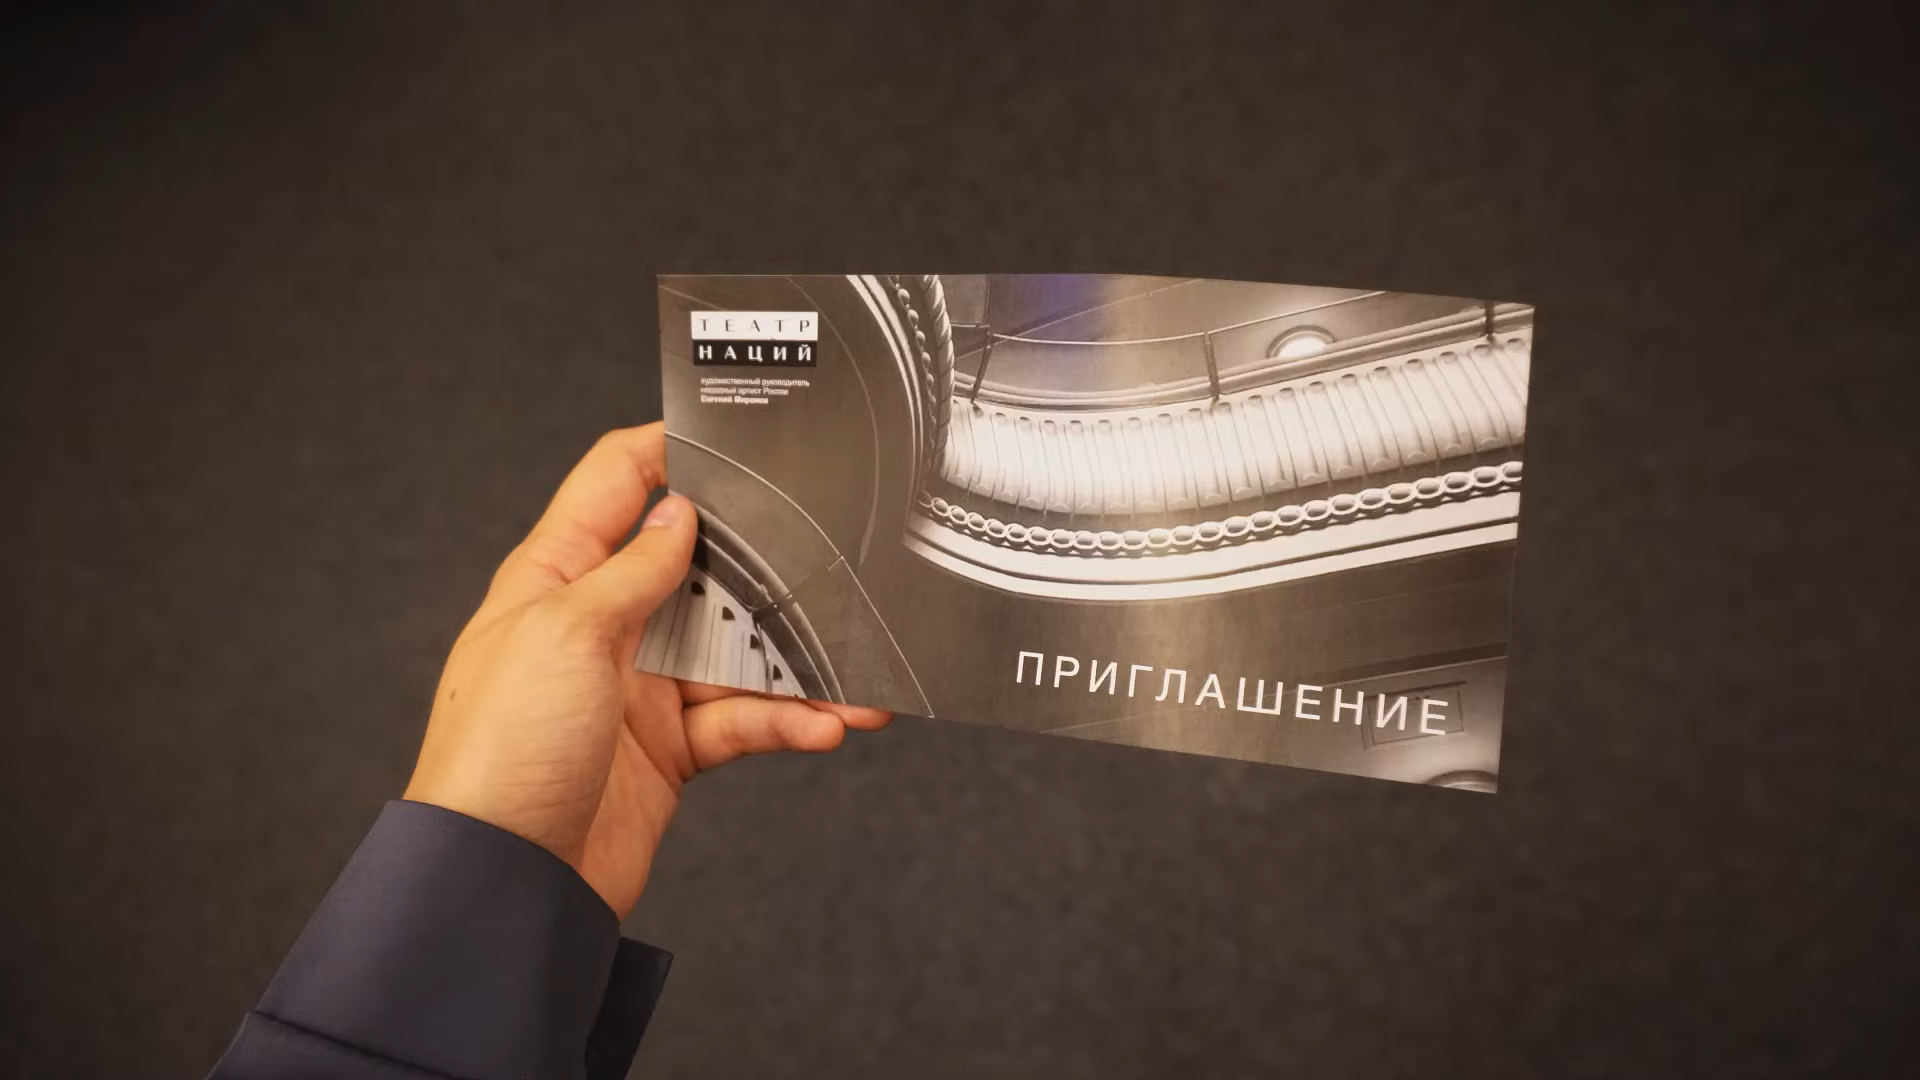 ТЕАТР
НАЦИЙ
художественный руководитель
народный артист России
Евгений Миронов
ПРИГЛАШЕНИЕ